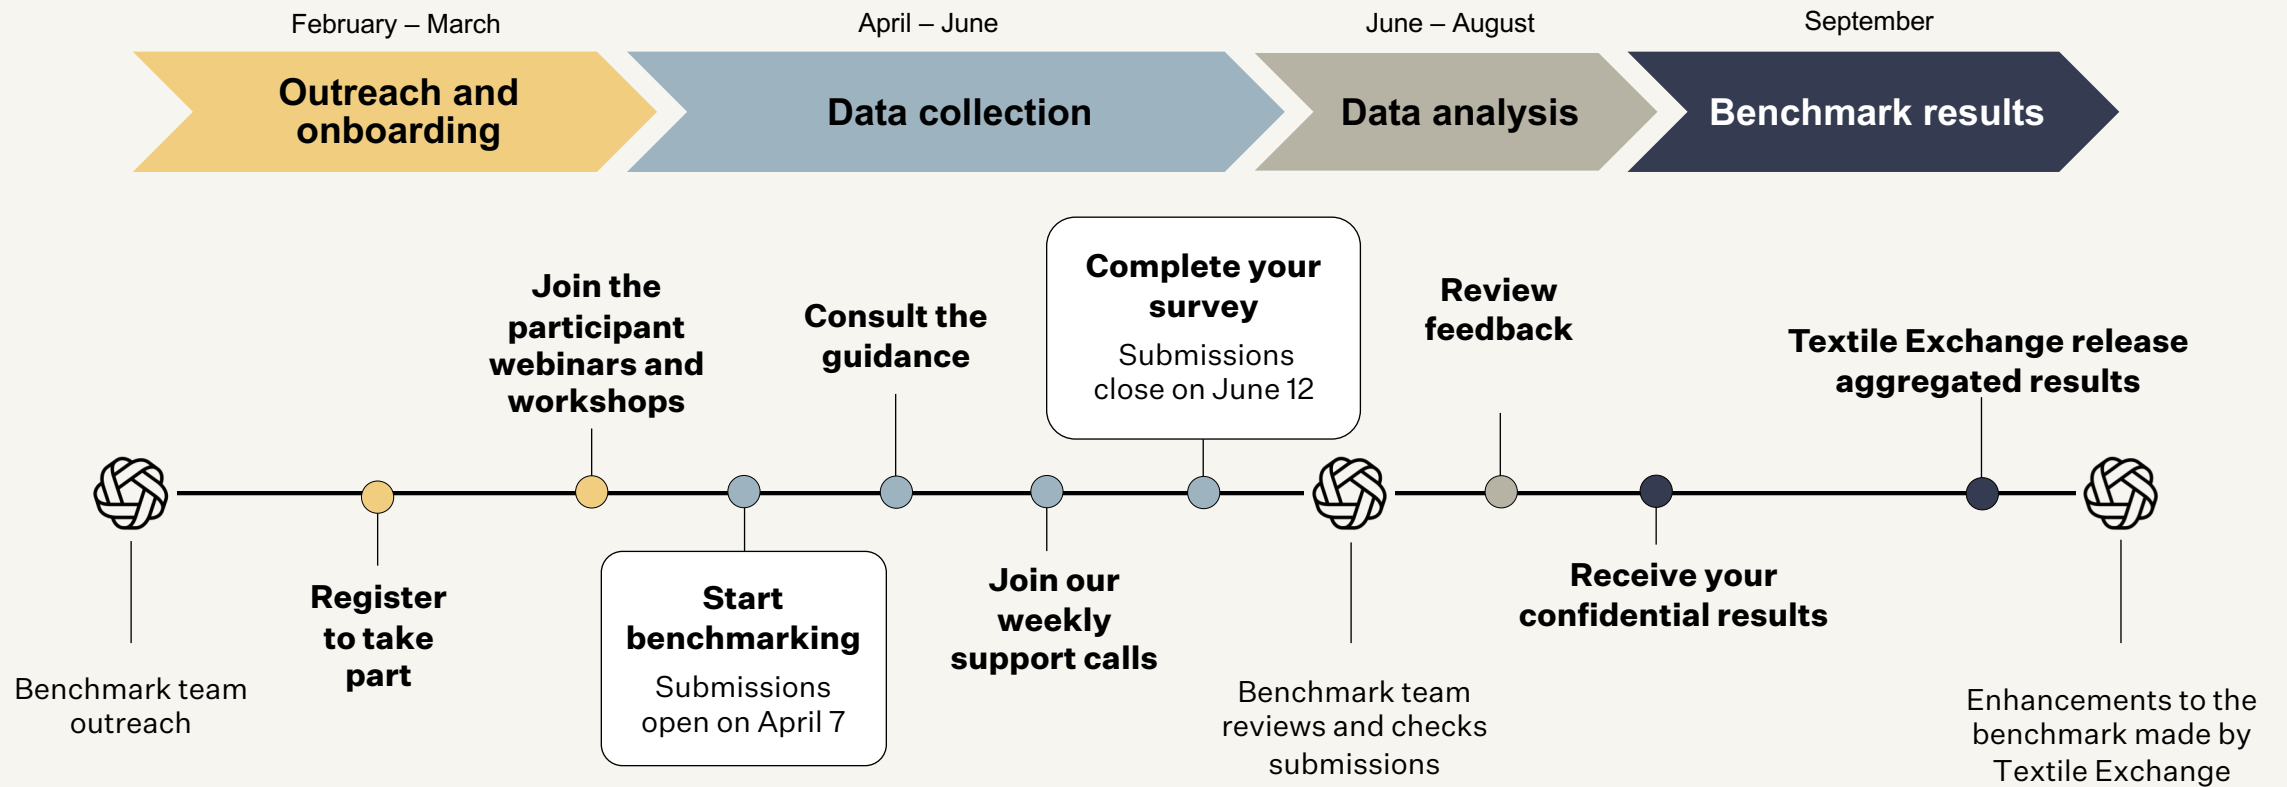 February – March
April – June
June – August
September
Outreach and
onboarding
Data collection
Data analysis
Benchmark results
Join the
participant
webinars and
workshops
Consult the
guidance
Complete your
survey
Submissions
close on June 12
Review
feedback
Textile Exchange release
aggregated results
Benchmark team
outreach
Register
to take
part
Start
benchmarking
Submissions
open on April 7
Join our
weekly
support calls
Benchmark team
reviews and checks
submissions
Receive your
confidential results
Enhancements to the
benchmark made by
Textile Exchange